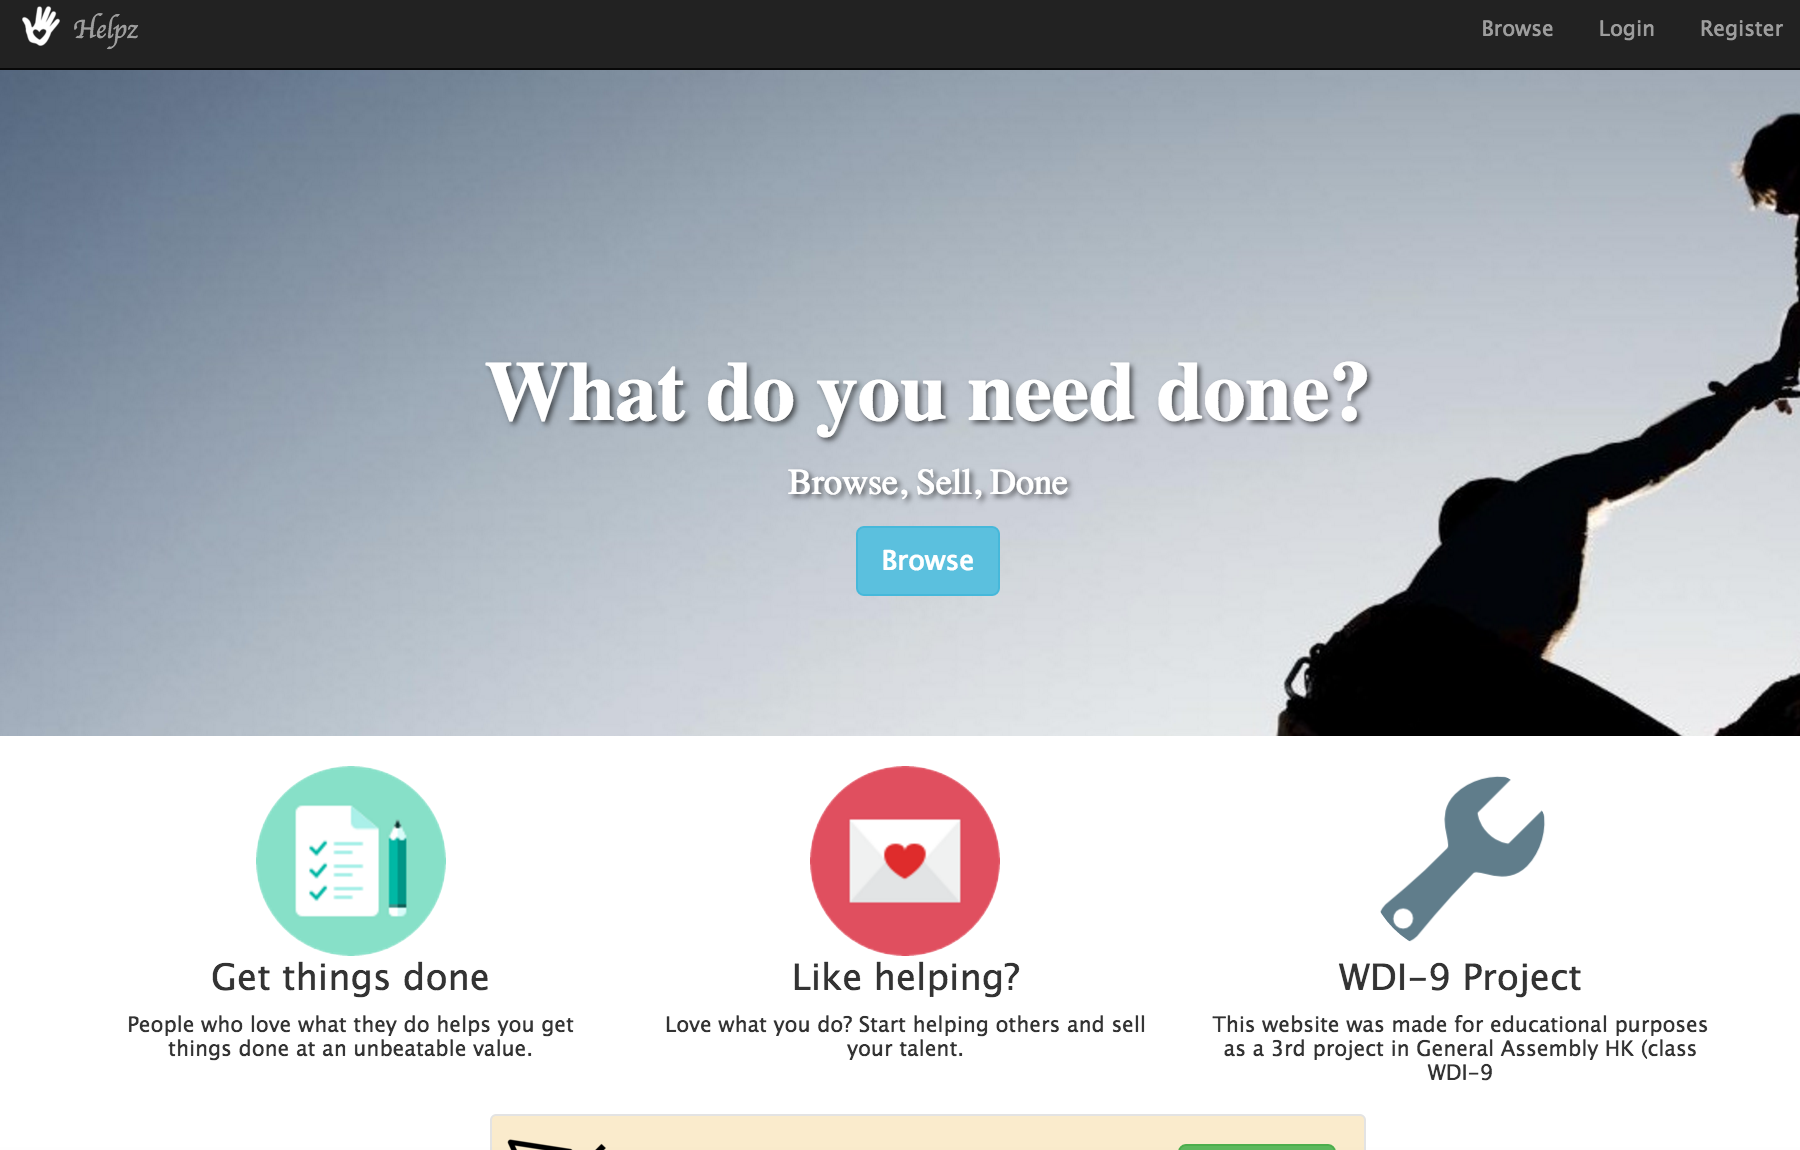 Helpz
Browse
Login
Register
What do you need done?
Browse, Sell, Done
Browse
Get things done
People who love what they do helps you get
things done at an unbeatable value.
Like helping?
Love what you do? Start helping others and sell
your talent.
WDI-9 Project
This website was made for educational purposes
as a 3rd project in General Assembly HK (class
WDI-9